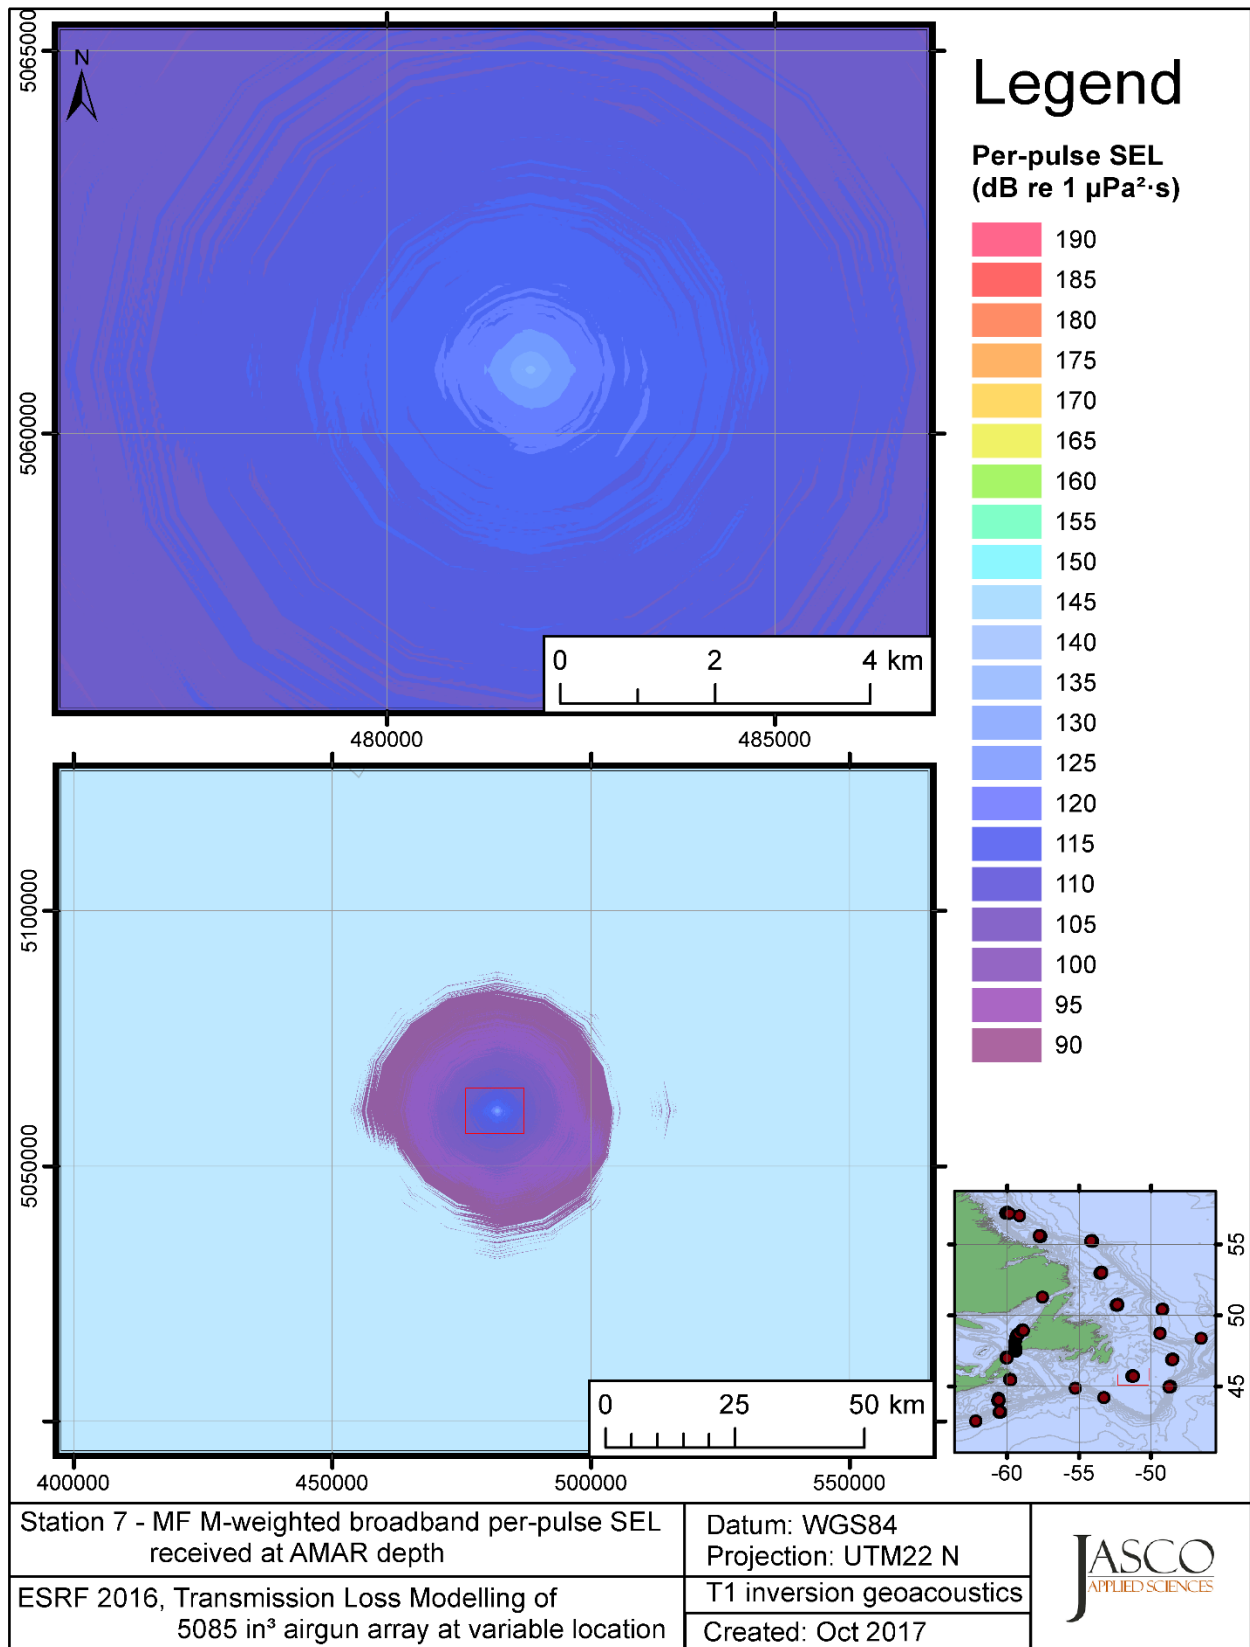 5065000
5060000
N
0 2 4 km
480000 485000
5100000
5050000
0 25 50 km
400000 450000 500000 550000
Legend
Per-pulse SEL
(dB re 1 µPa²·s)
190
185
180
175
170
165
160
155
150
145
140
135
130
125
120
115
110
105
100
95
90
55
50
45
-60 -55 -50
Station 7 - MF M-weighted broadband per-pulse SEL
received at AMAR depth
ESRF 2016, Transmission Loss Modelling of
5085 in³ airgun array at variable location
Datum: WGS84
Projection: UTM22 N
T1 inversion geoacoustics
Created: Oct 2017
JASCO
APPLIED SCIENCES